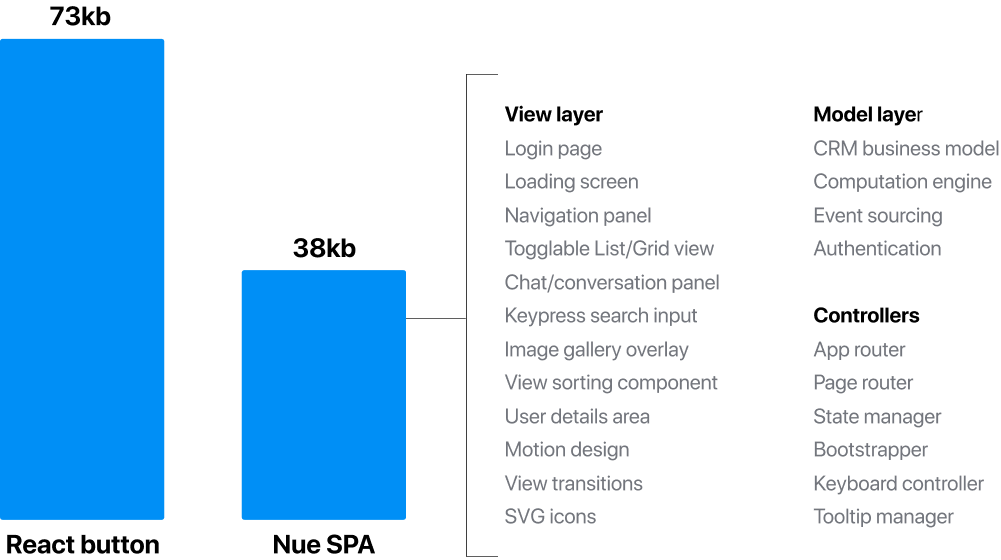 73kb
React button
38kb
Nue SPA
View layer
Login page
Loading screen
Navigation panel
Togglable List/Grid view
Chat/conversation panel
Keypress search input
Image gallery overlay
View sorting component
User details area
Motion design
View transitions
SVG icons
Model layer
CRM business model
Computation engine
Event sourcing
Authentication
Controllers
App router
Page router
State manager
Bootstrapper
Keyboard controller
Tooltip manager